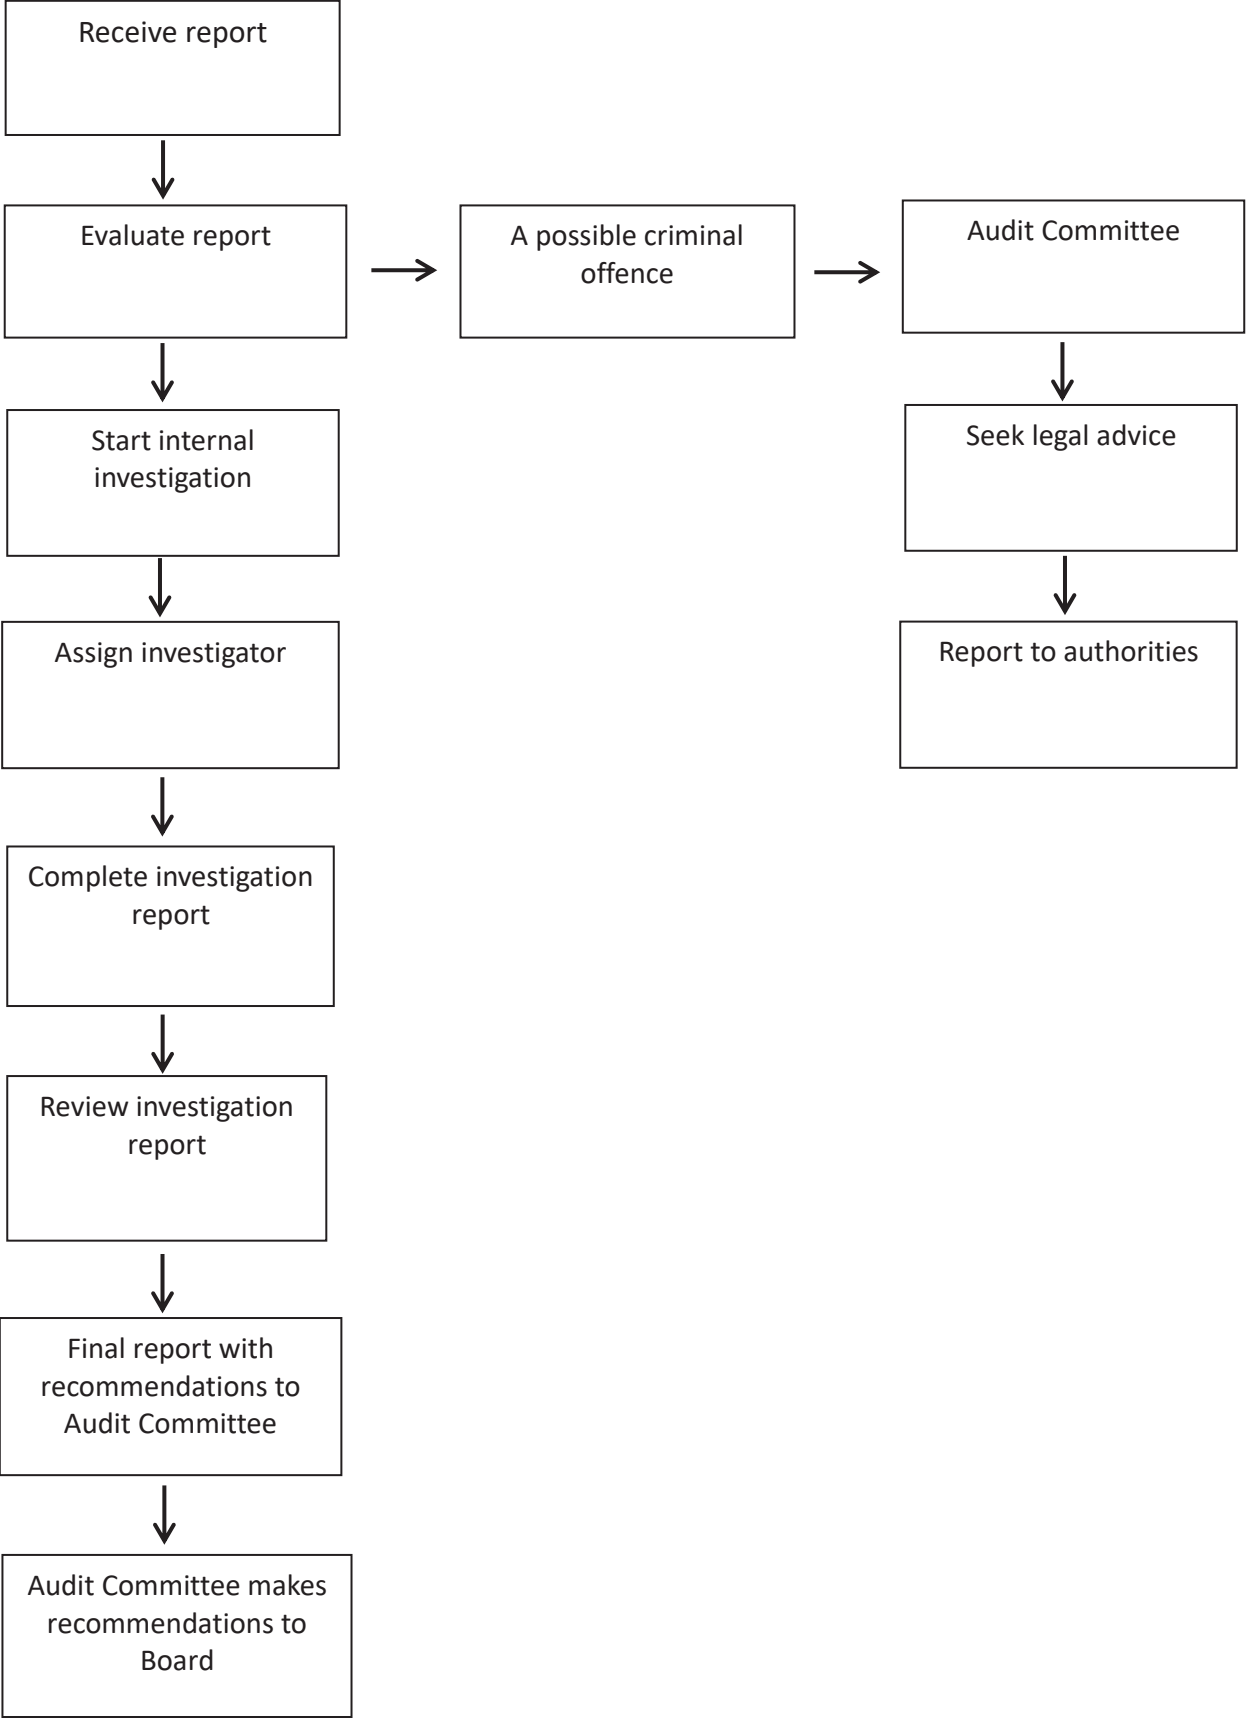 Receive report
Evaluate report
A possible criminal
offence
Audit Committee
Start internal
investigation
Seek legal advice
Assign investigator
Report to authorities
Complete investigation
report
Review investigation
report
Final report with
recommendations to
Audit Committee
Audit Committee makes
recommendations to
Board